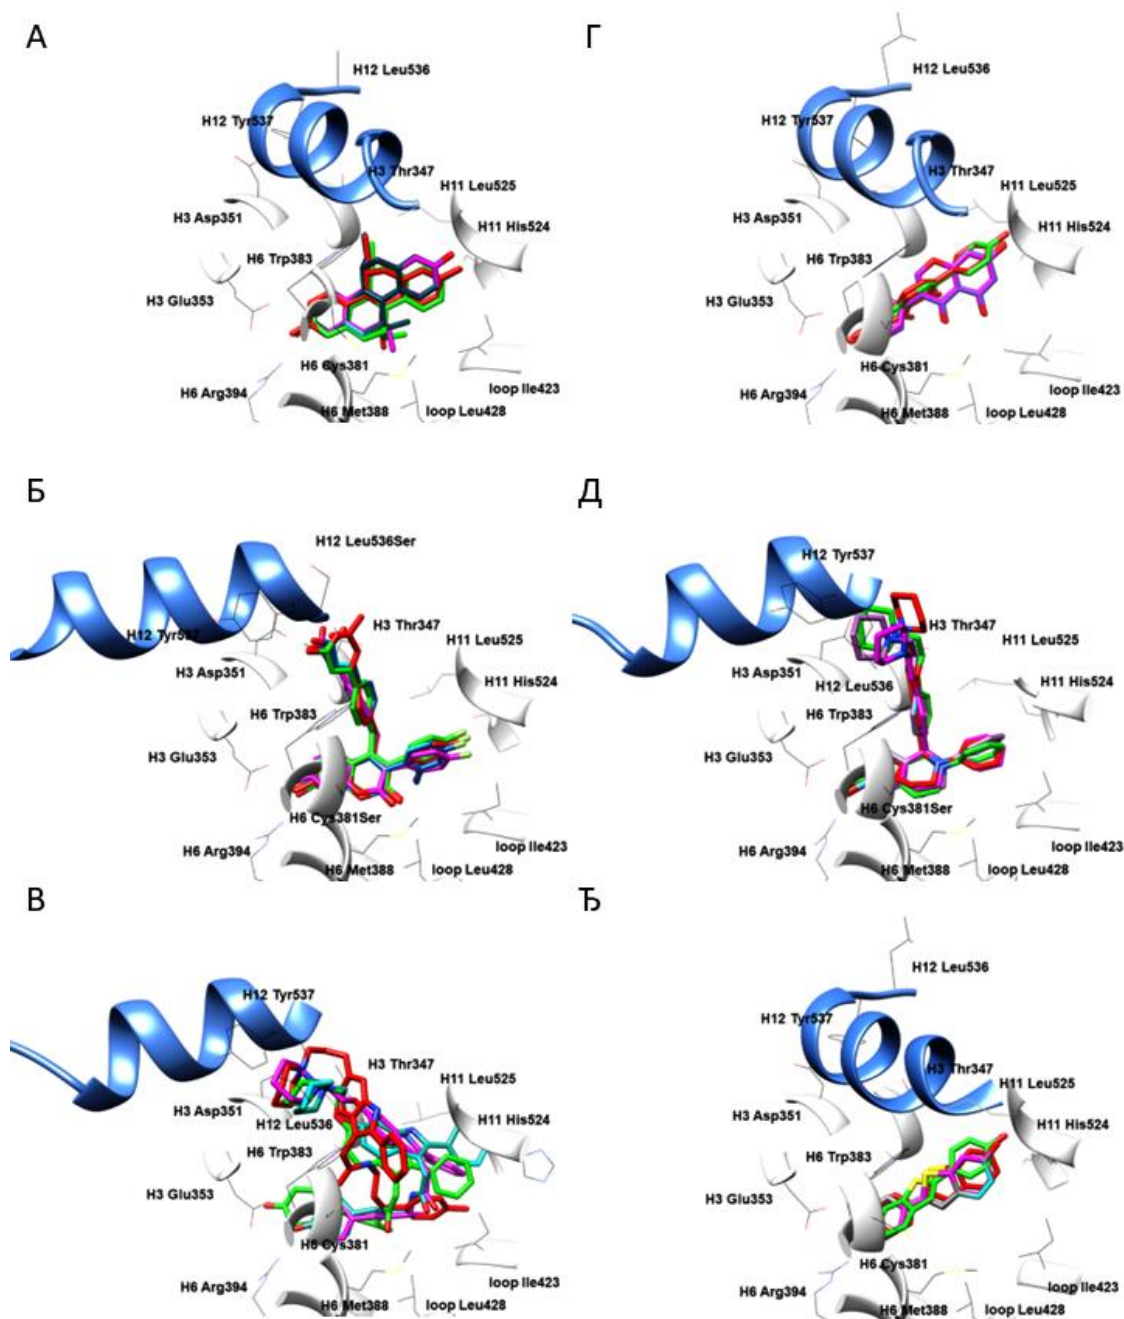 А
H12 Leu536
H12 Tyr537
H3 Thr347
H11 Leu525
H3 Asp351
H11 His524
H6 Trp383
H3 Glu353
H6 Cys381
H6 Arg394
loop Ile423
H6 Met388
loop Leu428
Г
H12 Leu536
H12 Tyr537
H3 Thr347
H11 Leu525
H3 Asp351
H11 His524
H6 Trp383
H3 Glu353
H6 Cys381
H6 Arg394
loop Ile423
H6 Met388
loop Leu428
Б
H12 Leu536Ser
H12 Tyr537
H3 Thr347
H11 Leu525
H3 Asp351
H11 His524
H6 Trp383
H3 Glu353
H6 Cys381Ser
H6 Arg394
loop Ile423
H6 Met388
loop Leu428
Д
H12 Tyr537
H3 Thr347
H11 Leu525
H3 Asp351
H11 His524
H12 Leu536
H6 Trp383
H3 Glu353
H6 Cys381Ser
H6 Arg394
loop Ile423
H6 Met388
loop Leu428
В
H12 Tyr537
H3 Thr347
H11 Leu525
H3 Asp351
H11 His524
H12 Leu536
H6 Trp383
H3 Glu353
H6 Cys381
H6 Arg394
loop Ile423
H6 Met388
loop Leu428
Ђ
H12 Leu536
H12 Tyr537
H3 Thr347
H11 Leu525
H3 Asp351
H11 His524
H6 Trp383
H3 Glu353
H6 Cys381
H6 Arg394
loop Ile423
H6 Met388
loop Leu428